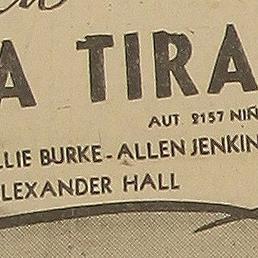 A TIRA
AUT 2157 NIÑ
LLIE BURKE - ALLEN JENKIN
LEXANDER HALL